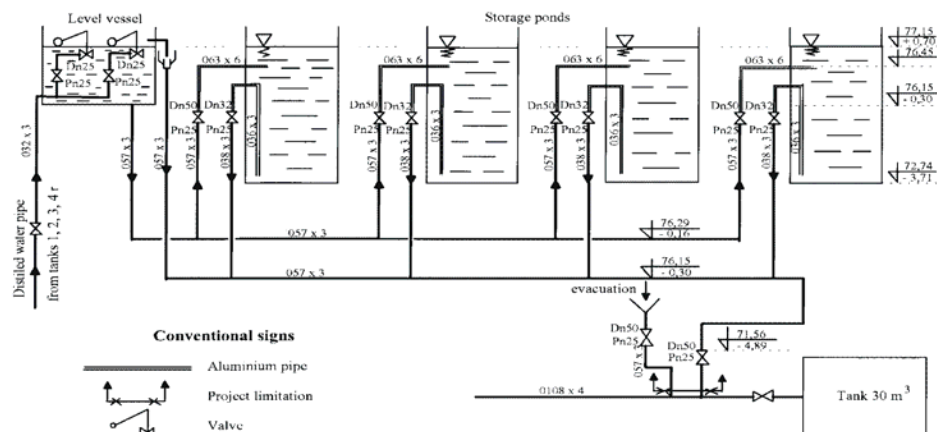 Level vessel
Storage ponds
Dn25
Dn25
Pn25
Pn25
032 x 3
Distiled water pipe
from tanks 1, 2, 3, 4 r
057 x 3
057 x 3
063 x 6
Dn50
Dn32
Pn25
Pn25
057 x 3
038 x 3
036 x 3
063 x 6
Dn50
Dn32
Pn25
Pn25
057 x 3
038 x 3
036 x 3
063 x 6
Dn50
Dn32
Pn25
Pn25
057 x 3
038 x 3
036 x 3
063 x 6
Dn50
Dn32
Pn25
Pn25
057 x 3
038 x 3
036 x 3
77,15
+ 0,70
76,45
76,15
- 0,30
72,74
- 3,71
057 x 3
76,29
- 0,16
057 x 3
76,15
- 0,30
evacuation
Dn50
Pn25
057 x 3
Dn50
Pn25
71,56
- 4,89
0108 x 4
Tank 30 m³
Conventional signs
Aluminium pipe
Project limitation
Valve